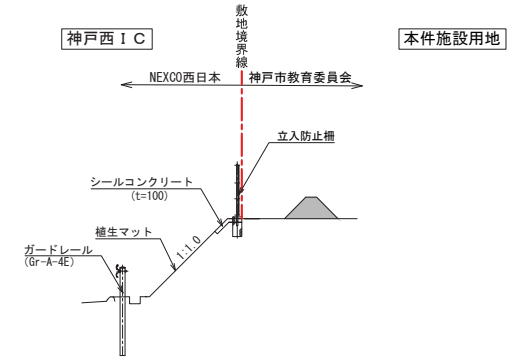 敷地境界線
神戸西IC
本件施設用地
NEXCO西日本
神戸市教育委員会
立入防止柵
シールコンクリート
(t=100)
植生マット
1:1.0
ガードレール
(Gr-A-4E)